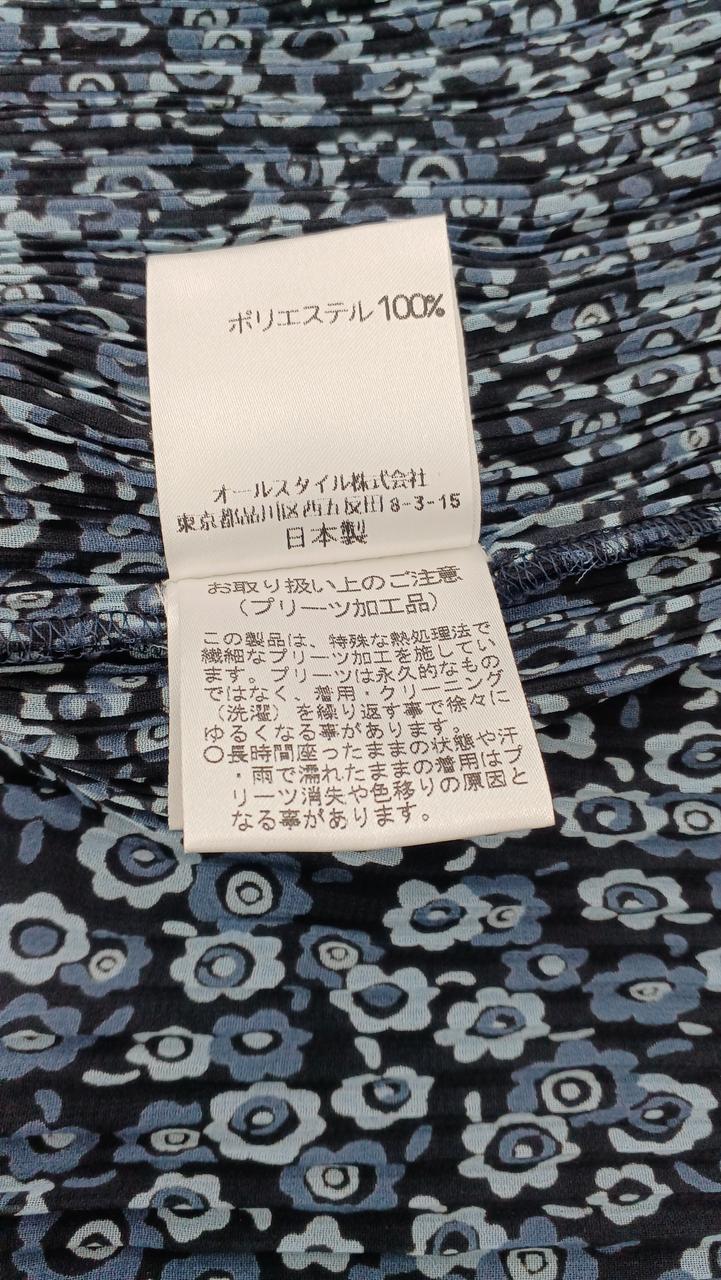 ポリエステル100%
オールスタイル株式会社
東京都品川区西五反田8-3-15
日本製
お取り扱い上のご注意
(プリーツ加工品)
この製品は、特殊な熱処理法で
繊細なプリーツ加工を施してい
ます。プリーツは永久的なもの
ではなく、着用・クリーニング
(洗濯)を繰り返す事で徐々に
ゆるくなる事があります。
○長時間座ったままの状態や汗
・雨で濡れたままの着用はプ
リーツ消失や色移りの原因と
なる事があります。